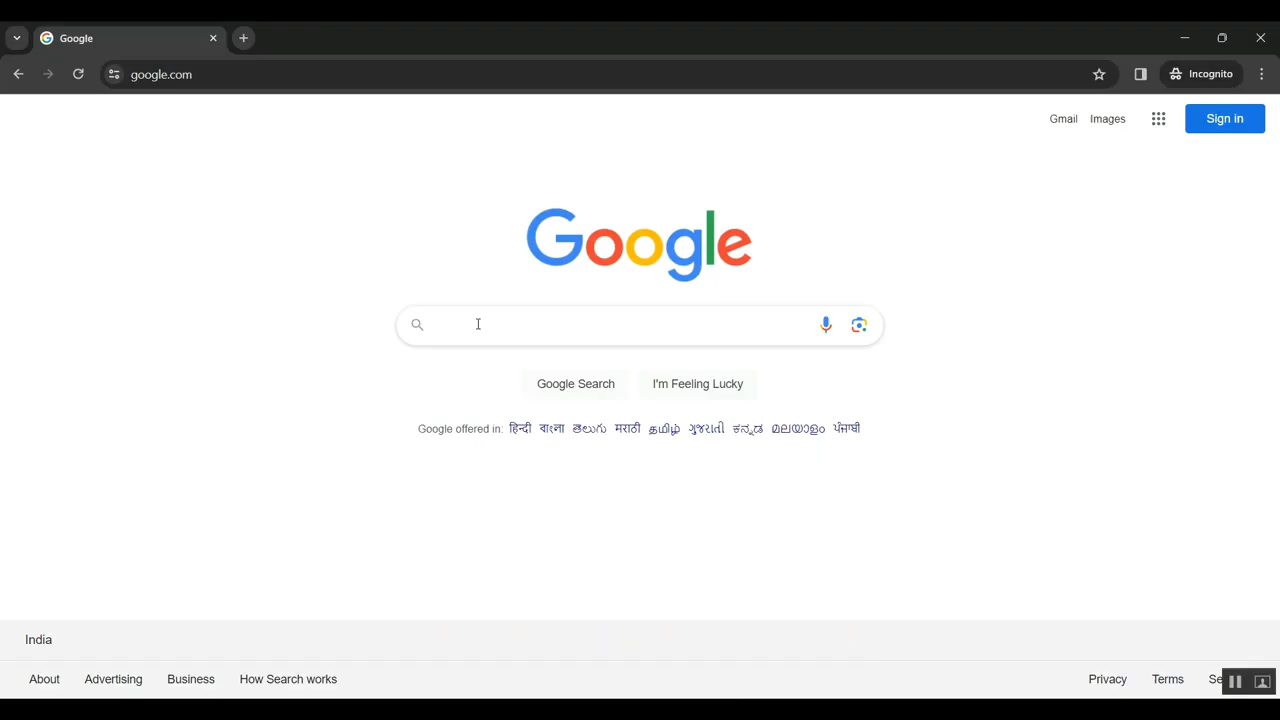 Google
google.com
Incognito
Gmail Images
Sign in
Google
Google Search I'm Feeling Lucky
Google offered in: हिन्दी বাংলা తెలుగు मराठी தமிழ் ગુજરાતી ಕನ್ನಡ മലയാളം ਪੰਜਾਬੀ
India
About Advertising Business How Search works Privacy Terms